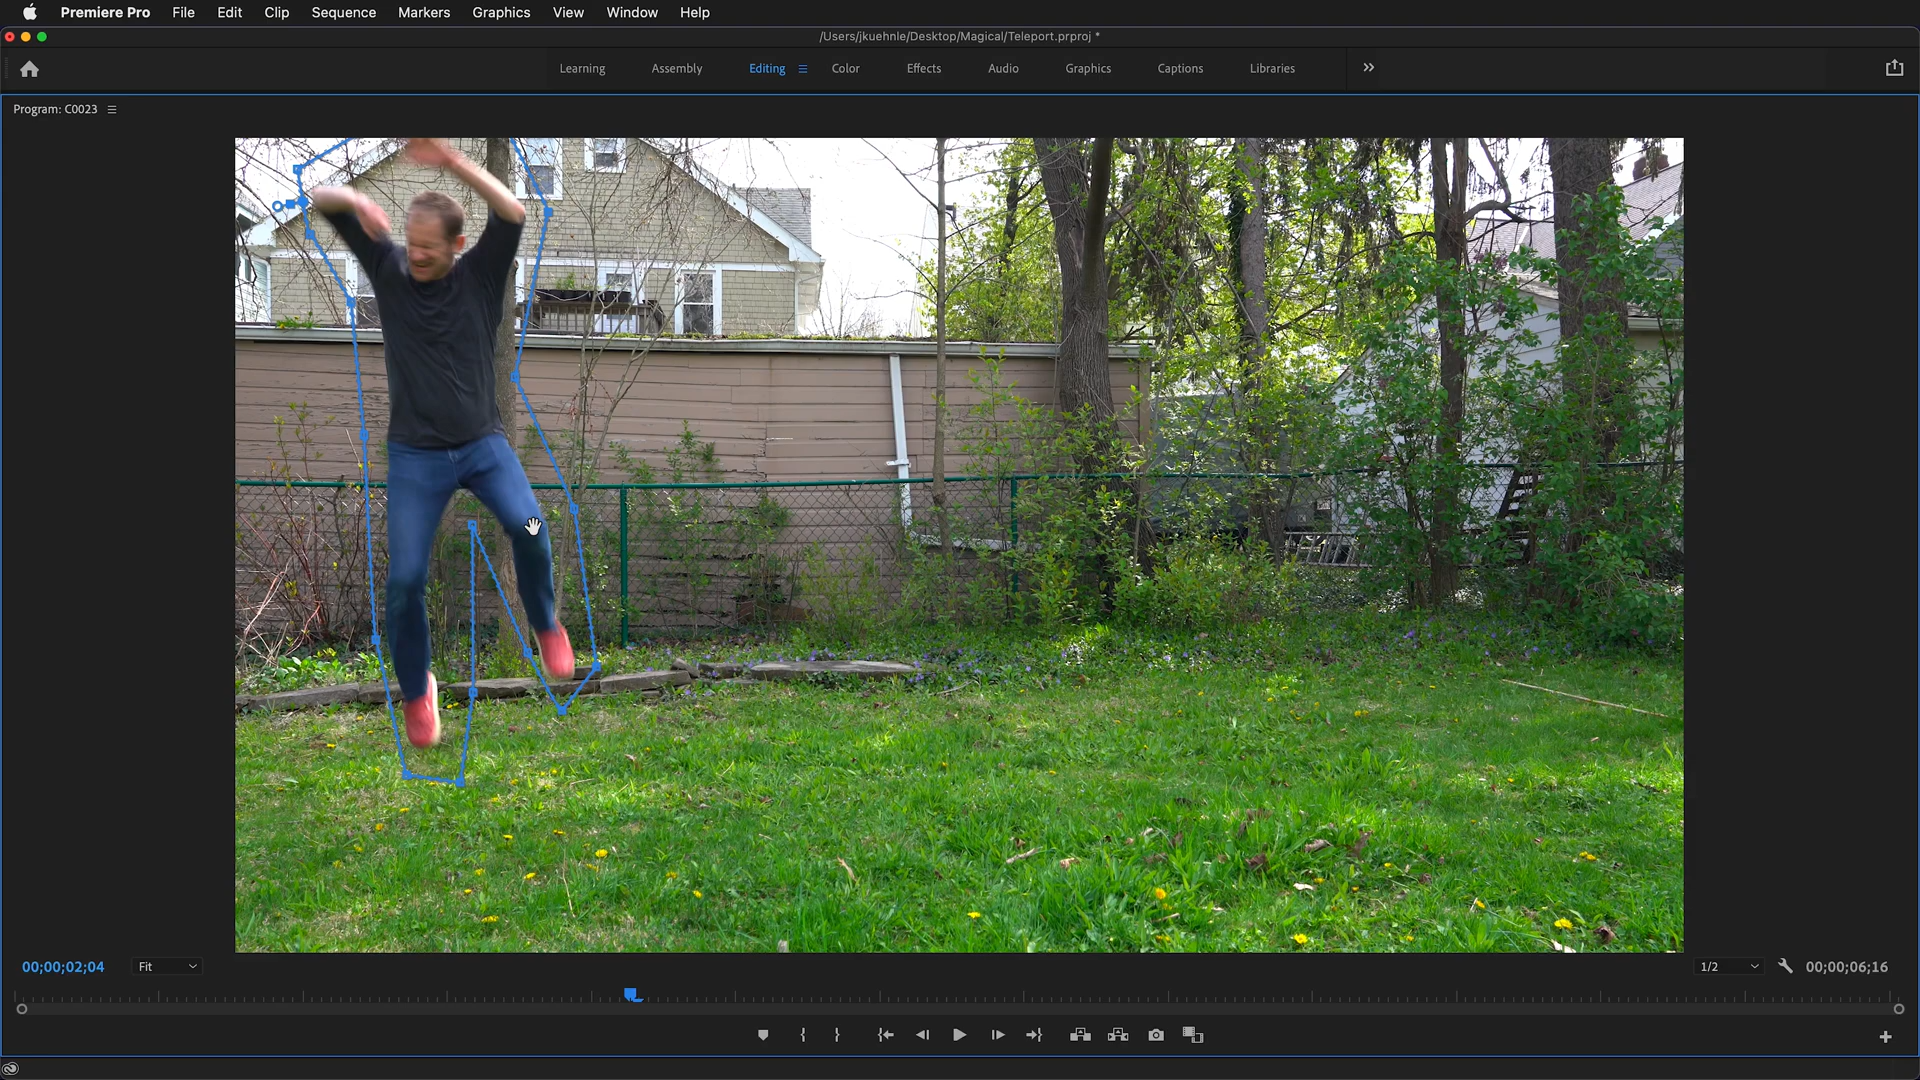 Premiere Pro File Edit Clip Sequence Markers Graphics View Window Help
/Users/jkuehnle/Desktop/Magical/Teleport.prproj *
Learning Assembly Editing Color Effects Audio Graphics Captions Libraries
Program: C0023
00;00;02;04 Fit 1/2 00;00;06;16